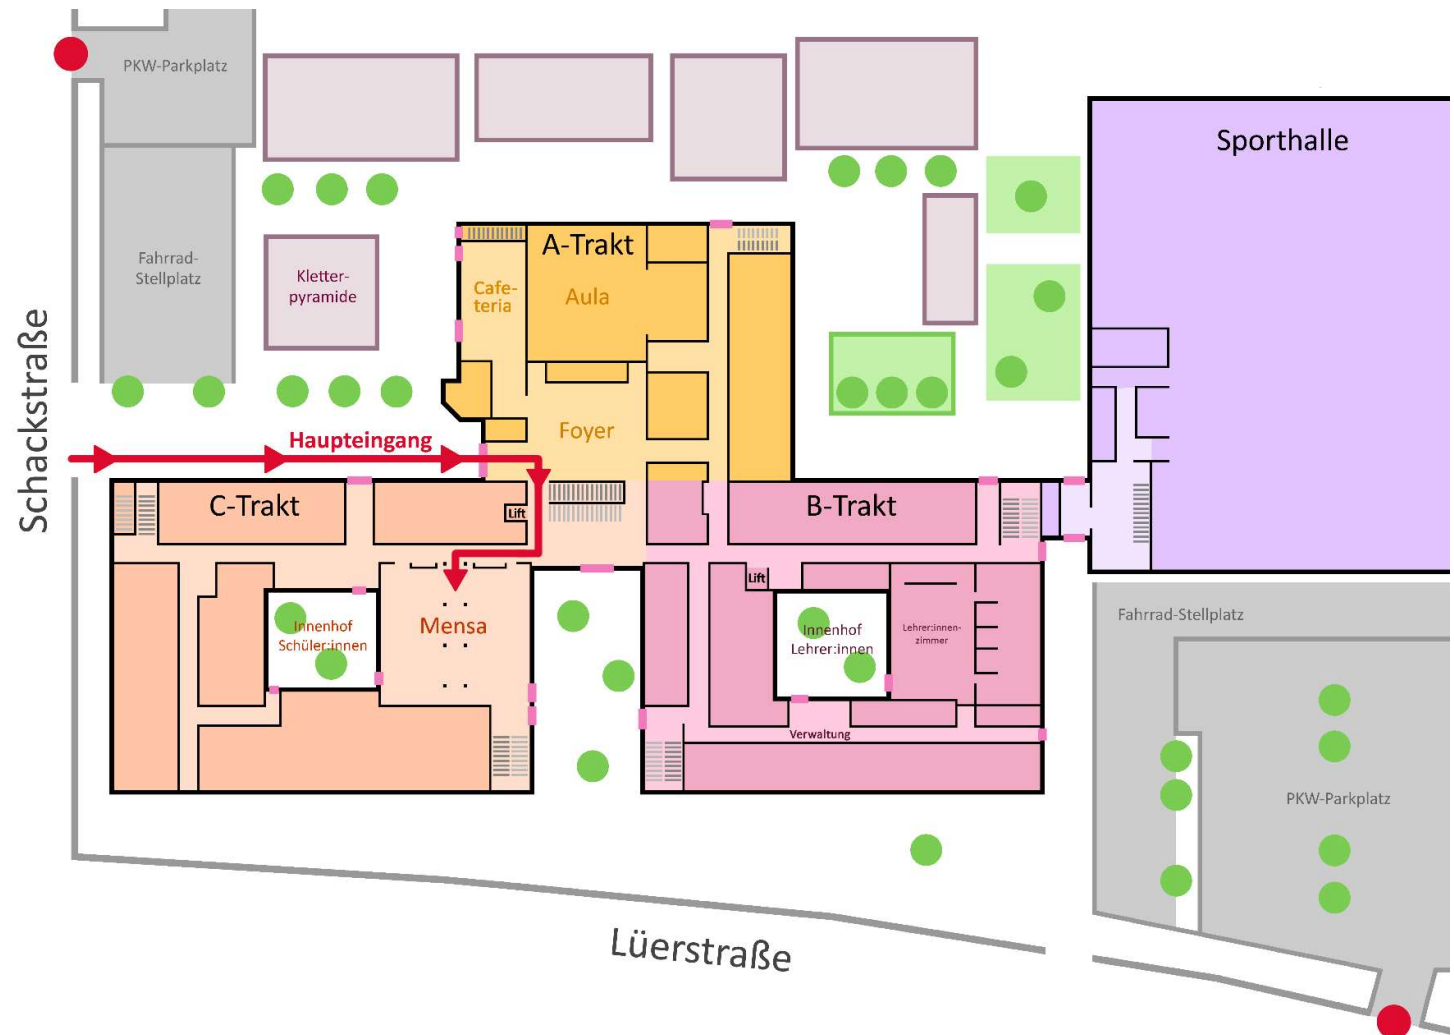 PKW-Parkplatz
Sporthalle
Fahrrad-
Stellplatz
Kletter-
pyramide
A-Trakt
Cafe-
teria
Aula
Schackstraße
Haupteingang
Foyer
C-Trakt
Lift
B-Trakt
Lift
Innenhof
Schüler:innen
Mensa
Innenhof
Lehrer:innen
Lehrer:innen-
zimmer
Verwaltung
Fahrrad-Stellplatz
PKW-Parkplatz
Lüerstraße